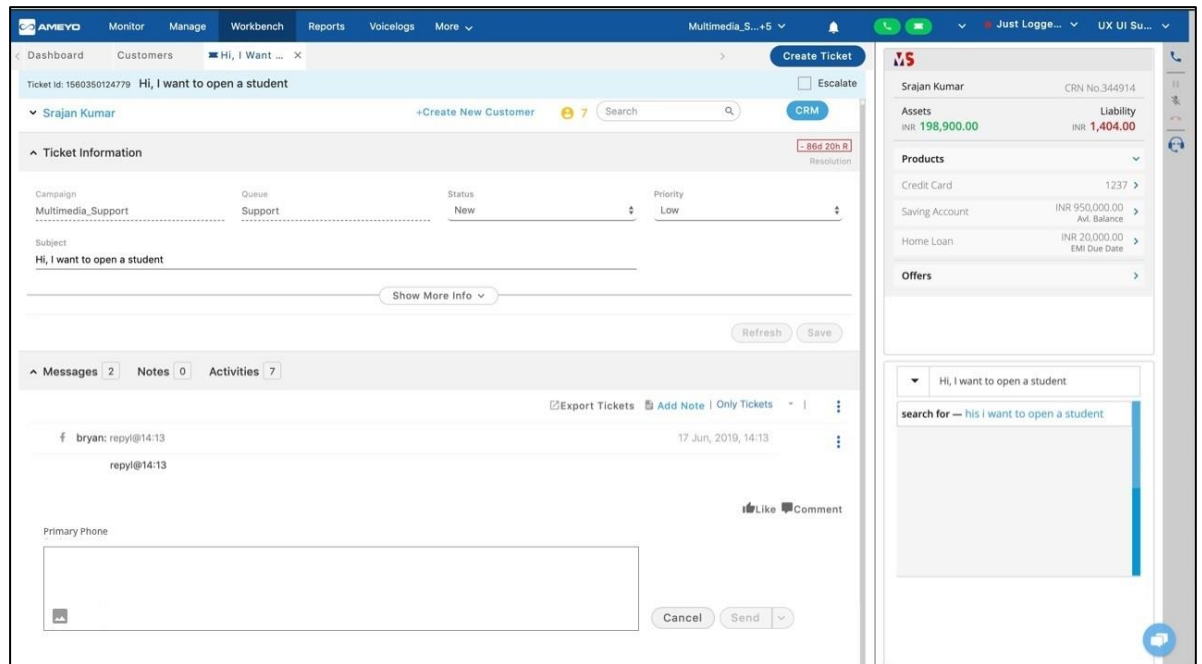 AMEYO Monitor Manage Workbench Reports Voicelogs More Multimedia_S...+5 Just Logge... UX UI Su...
Dashboard Customers Hi, I Want ... X Create Ticket
Ticket Id: 1560350124779 Hi, I want to open a student Escalate
Srajan Kumar +Create New Customer 7 Search CRM
Ticket Information - 86d 20h R
Resolution
Campaign Queue Status Priority
Multimedia_Support Support New Low
Subject
Hi, I want to open a student
Show More Info
Refresh Save
Messages 2 Notes 0 Activities 7
Export Tickets Add Note | Only Tickets |
bryan: repyl@14:13 17 Jun, 2019, 14:13
repyl@14:13
Like Comment
Primary Phone
Cancel Send
MS
Srajan Kumar CRN No.344914
Assets Liability
INR 198,900.00 INR 1,404.00
Products
Credit Card 1237
Saving Account INR 950,000.00
Avl. Balance
Home Loan INR 20,000.00
EMI Due Date
Offers
Hi, I want to open a student
search for — his i want to open a student